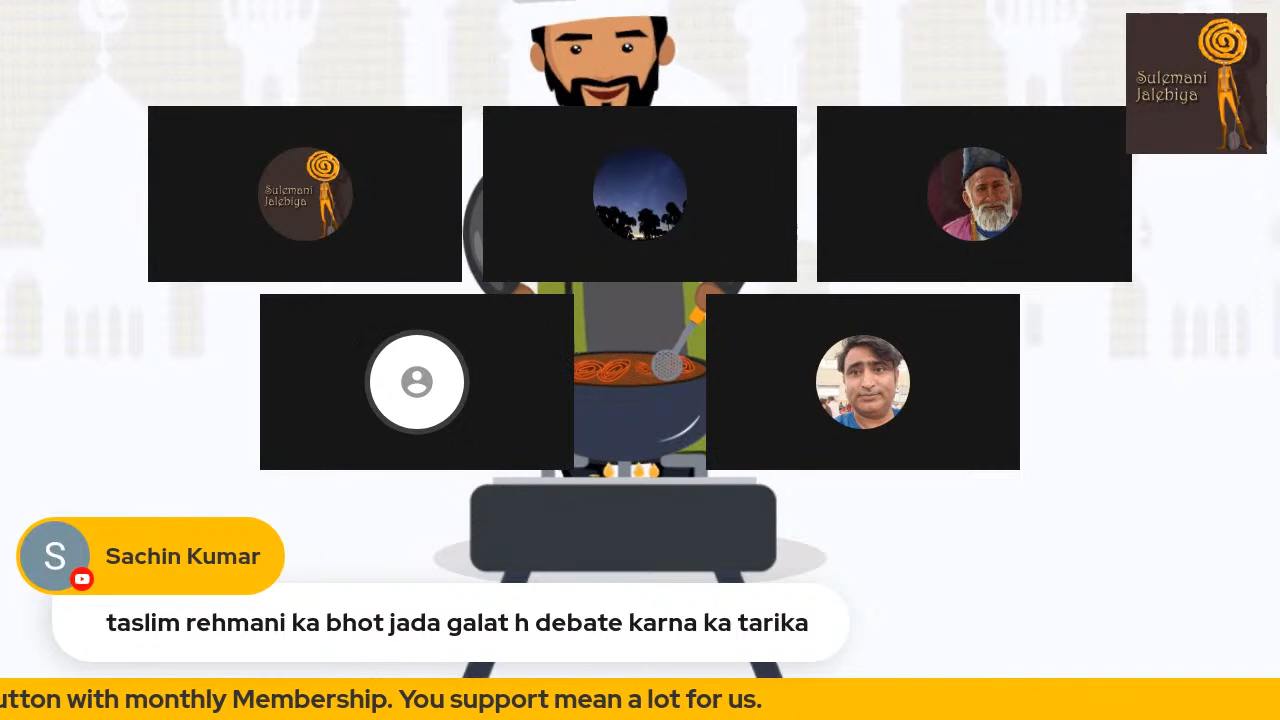 Sulemani
Jalebiya
Sulemani
Jalebiya
S
Sachin Kumar
taslim rehmani ka bhot jada galat h debate karna ka tarika
utton with monthly Membership. You support mean a lot for us.